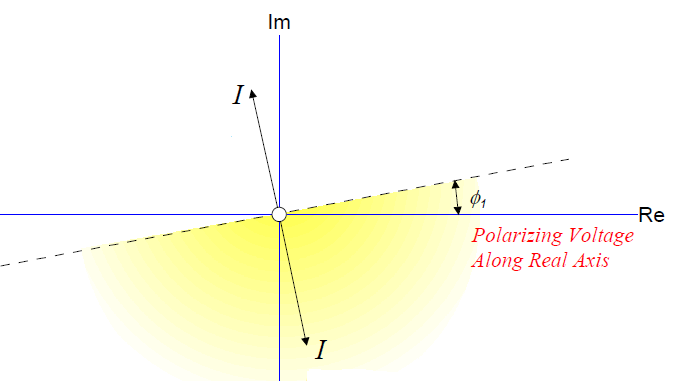 Im
I
ϕ1
Re
Polarizing Voltage
Along Real Axis
I